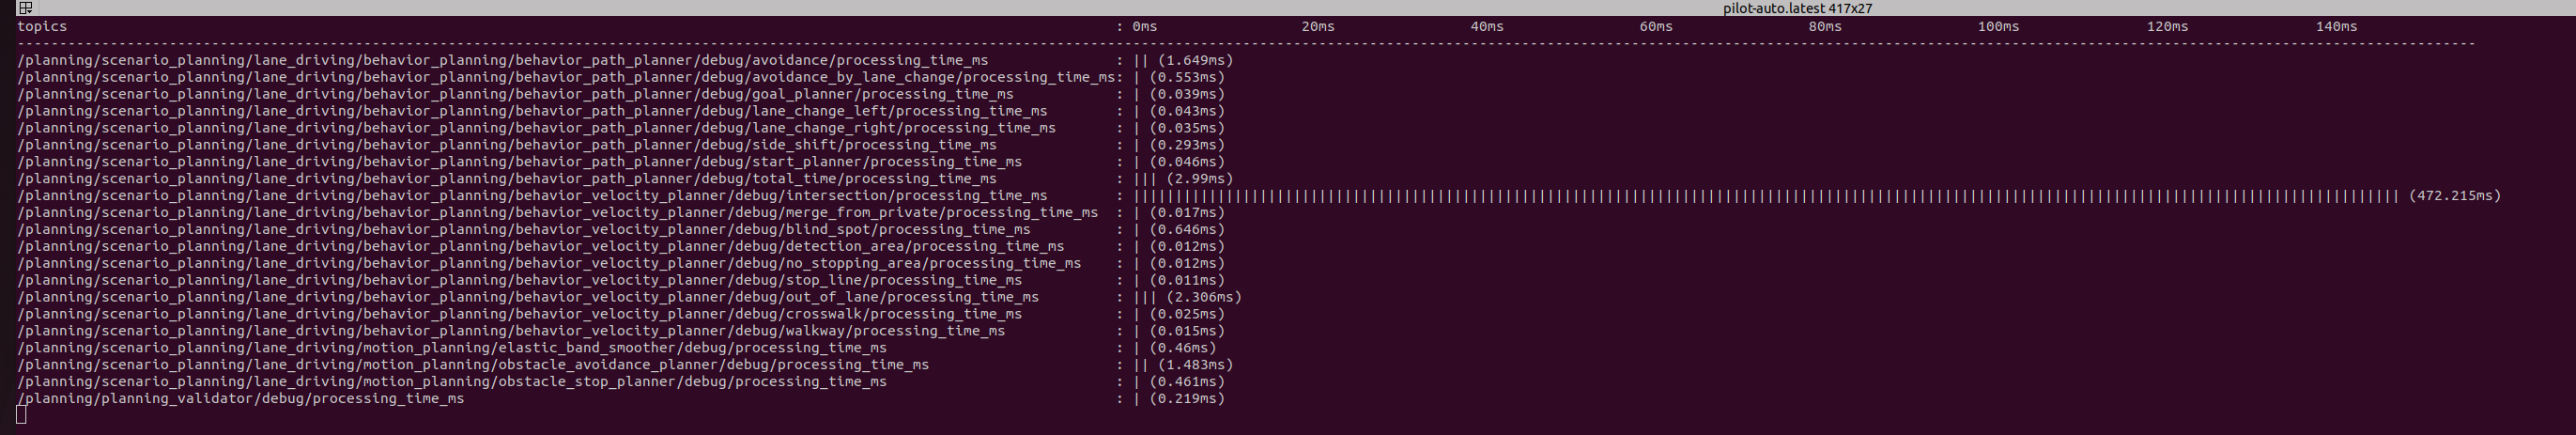 pilot-auto.latest 417x27
topics : 0ms 20ms 40ms 60ms 80ms 100ms 120ms 140ms
------------------------------------------------------------------------------------------------------------------------
/planning/scenario_planning/lane_driving/behavior_planning/behavior_path_planner/debug/avoidance/processing_time_ms : || (1.649ms)
/planning/scenario_planning/lane_driving/behavior_planning/behavior_path_planner/debug/avoidance_by_lane_change/processing_time_ms: | (0.553ms)
/planning/scenario_planning/lane_driving/behavior_planning/behavior_path_planner/debug/goal_planner/processing_time_ms : | (0.039ms)
/planning/scenario_planning/lane_driving/behavior_planning/behavior_path_planner/debug/lane_change_left/processing_time_ms : | (0.043ms)
/planning/scenario_planning/lane_driving/behavior_planning/behavior_path_planner/debug/lane_change_right/processing_time_ms : | (0.035ms)
/planning/scenario_planning/lane_driving/behavior_planning/behavior_path_planner/debug/side_shift/processing_time_ms : | (0.293ms)
/planning/scenario_planning/lane_driving/behavior_planning/behavior_path_planner/debug/start_planner/processing_time_ms : | (0.046ms)
/planning/scenario_planning/lane_driving/behavior_planning/behavior_path_planner/debug/total_time/processing_time_ms : ||| (2.99ms)
/planning/scenario_planning/lane_driving/behavior_planning/behavior_velocity_planner/debug/intersection/processing_time_ms : |||||||||||||||||||||||||||||||||||||||||||||||||||||||||||||||||||||||||||||||||||||||||||||||||||||||||||||||||||||||||||||||||||||||||||||||||||||| (472.215ms)
/planning/scenario_planning/lane_driving/behavior_planning/behavior_velocity_planner/debug/merge_from_private/processing_time_ms : | (0.017ms)
/planning/scenario_planning/lane_driving/behavior_planning/behavior_velocity_planner/debug/blind_spot/processing_time_ms : | (0.646ms)
/planning/scenario_planning/lane_driving/behavior_planning/behavior_velocity_planner/debug/detection_area/processing_time_ms : | (0.012ms)
/planning/scenario_planning/lane_driving/behavior_planning/behavior_velocity_planner/debug/no_stopping_area/processing_time_ms : | (0.012ms)
/planning/scenario_planning/lane_driving/behavior_planning/behavior_velocity_planner/debug/stop_line/processing_time_ms : | (0.011ms)
/planning/scenario_planning/lane_driving/behavior_planning/behavior_velocity_planner/debug/out_of_lane/processing_time_ms : ||| (2.306ms)
/planning/scenario_planning/lane_driving/behavior_planning/behavior_velocity_planner/debug/crosswalk/processing_time_ms : | (0.025ms)
/planning/scenario_planning/lane_driving/behavior_planning/behavior_velocity_planner/debug/walkway/processing_time_ms : | (0.015ms)
/planning/scenario_planning/lane_driving/motion_planning/elastic_band_smoother/debug/processing_time_ms : | (0.46ms)
/planning/scenario_planning/lane_driving/motion_planning/obstacle_avoidance_planner/debug/processing_time_ms : || (1.483ms)
/planning/scenario_planning/lane_driving/motion_planning/obstacle_stop_planner/debug/processing_time_ms : | (0.461ms)
/planning/planning_validator/debug/processing_time_ms : | (0.219ms)